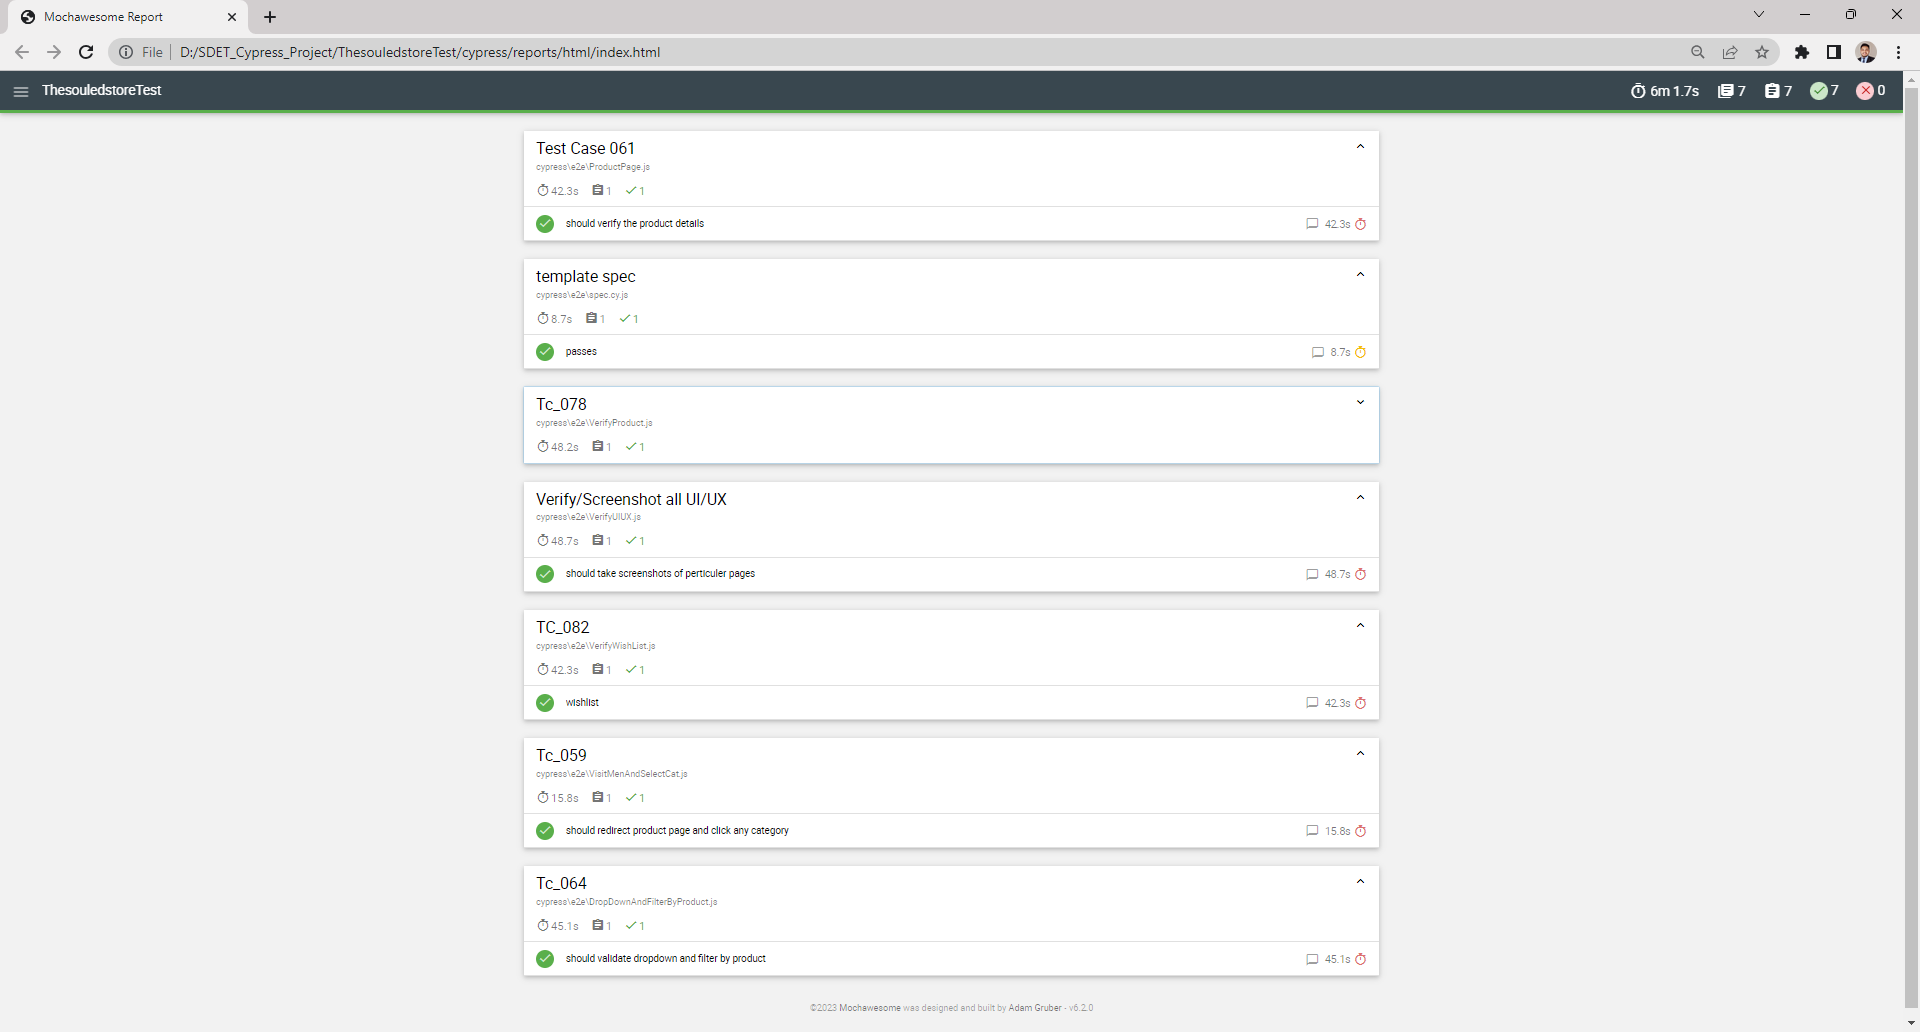 Mochawesome Report
File D:/SDET_Cypress_Project/ThesouledstoreTest/cypress/reports/html/index.html
ThesouledstoreTest 6m 1.7s 7 7 7 0
Test Case 061
cypress\e2e\ProductPage.js
42.3s 1 1
should verify the product details 42.3s
template spec
cypress\e2e\spec.cy.js
8.7s 1 1
passes 8.7s
Tc_078
cypress\e2e\VerifyProduct.js
48.2s 1 1
Verify/Screenshot all UI/UX
cypress\e2e\VerifyUIUX.js
48.7s 1 1
should take screenshots of perticuler pages 48.7s
TC_082
cypress\e2e\VerifyWishList.js
42.3s 1 1
wishlist 42.3s
Tc_059
cypress\e2e\VisitMenAndSelectCat.js
15.8s 1 1
should redirect product page and click any category 15.8s
Tc_064
cypress\e2e\DropDownAndFilterByProduct.js
45.1s 1 1
should validate dropdown and filter by product 45.1s
©2023 Mochawesome was designed and built by Adam Gruber • v6.2.0